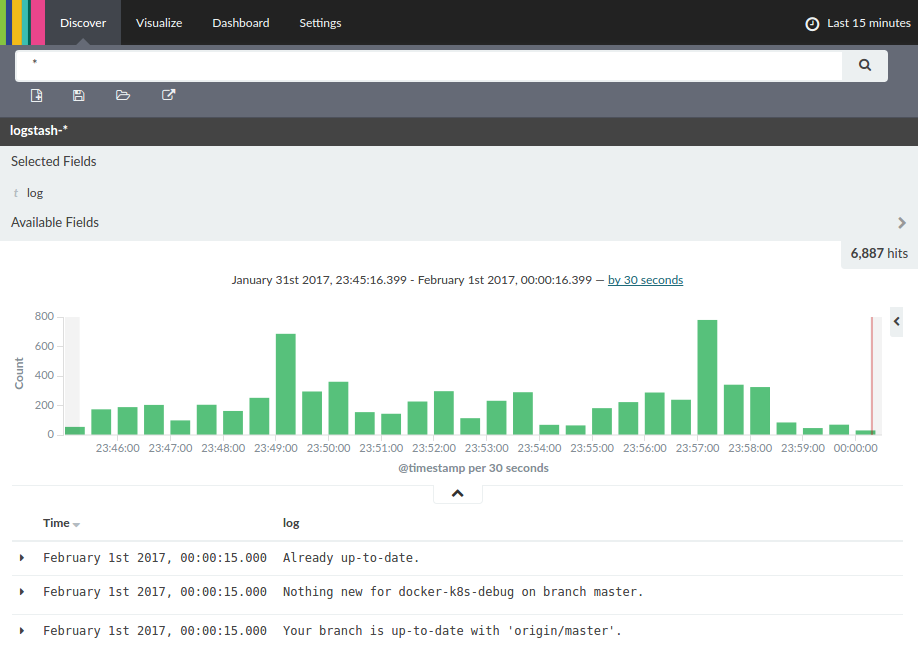 Discover Visualize Dashboard Settings Last 15 minutes
*
logstash-*
Selected Fields
t log
Available Fields
6,887 hits
January 31st 2017, 23:45:16.399 - February 1st 2017, 00:00:16.399 — by 30 seconds
800
600
400
200
0
Count
23:46:00 23:47:00 23:48:00 23:49:00 23:50:00 23:51:00 23:52:00 23:53:00 23:54:00 23:55:00 23:56:00 23:57:00 23:58:00 23:59:00 00:00:00
@timestamp per 30 seconds
Time log
February 1st 2017, 00:00:15.000 Already up-to-date.
February 1st 2017, 00:00:15.000 Nothing new for docker-k8s-debug on branch master.
February 1st 2017, 00:00:15.000 Your branch is up-to-date with 'origin/master'.